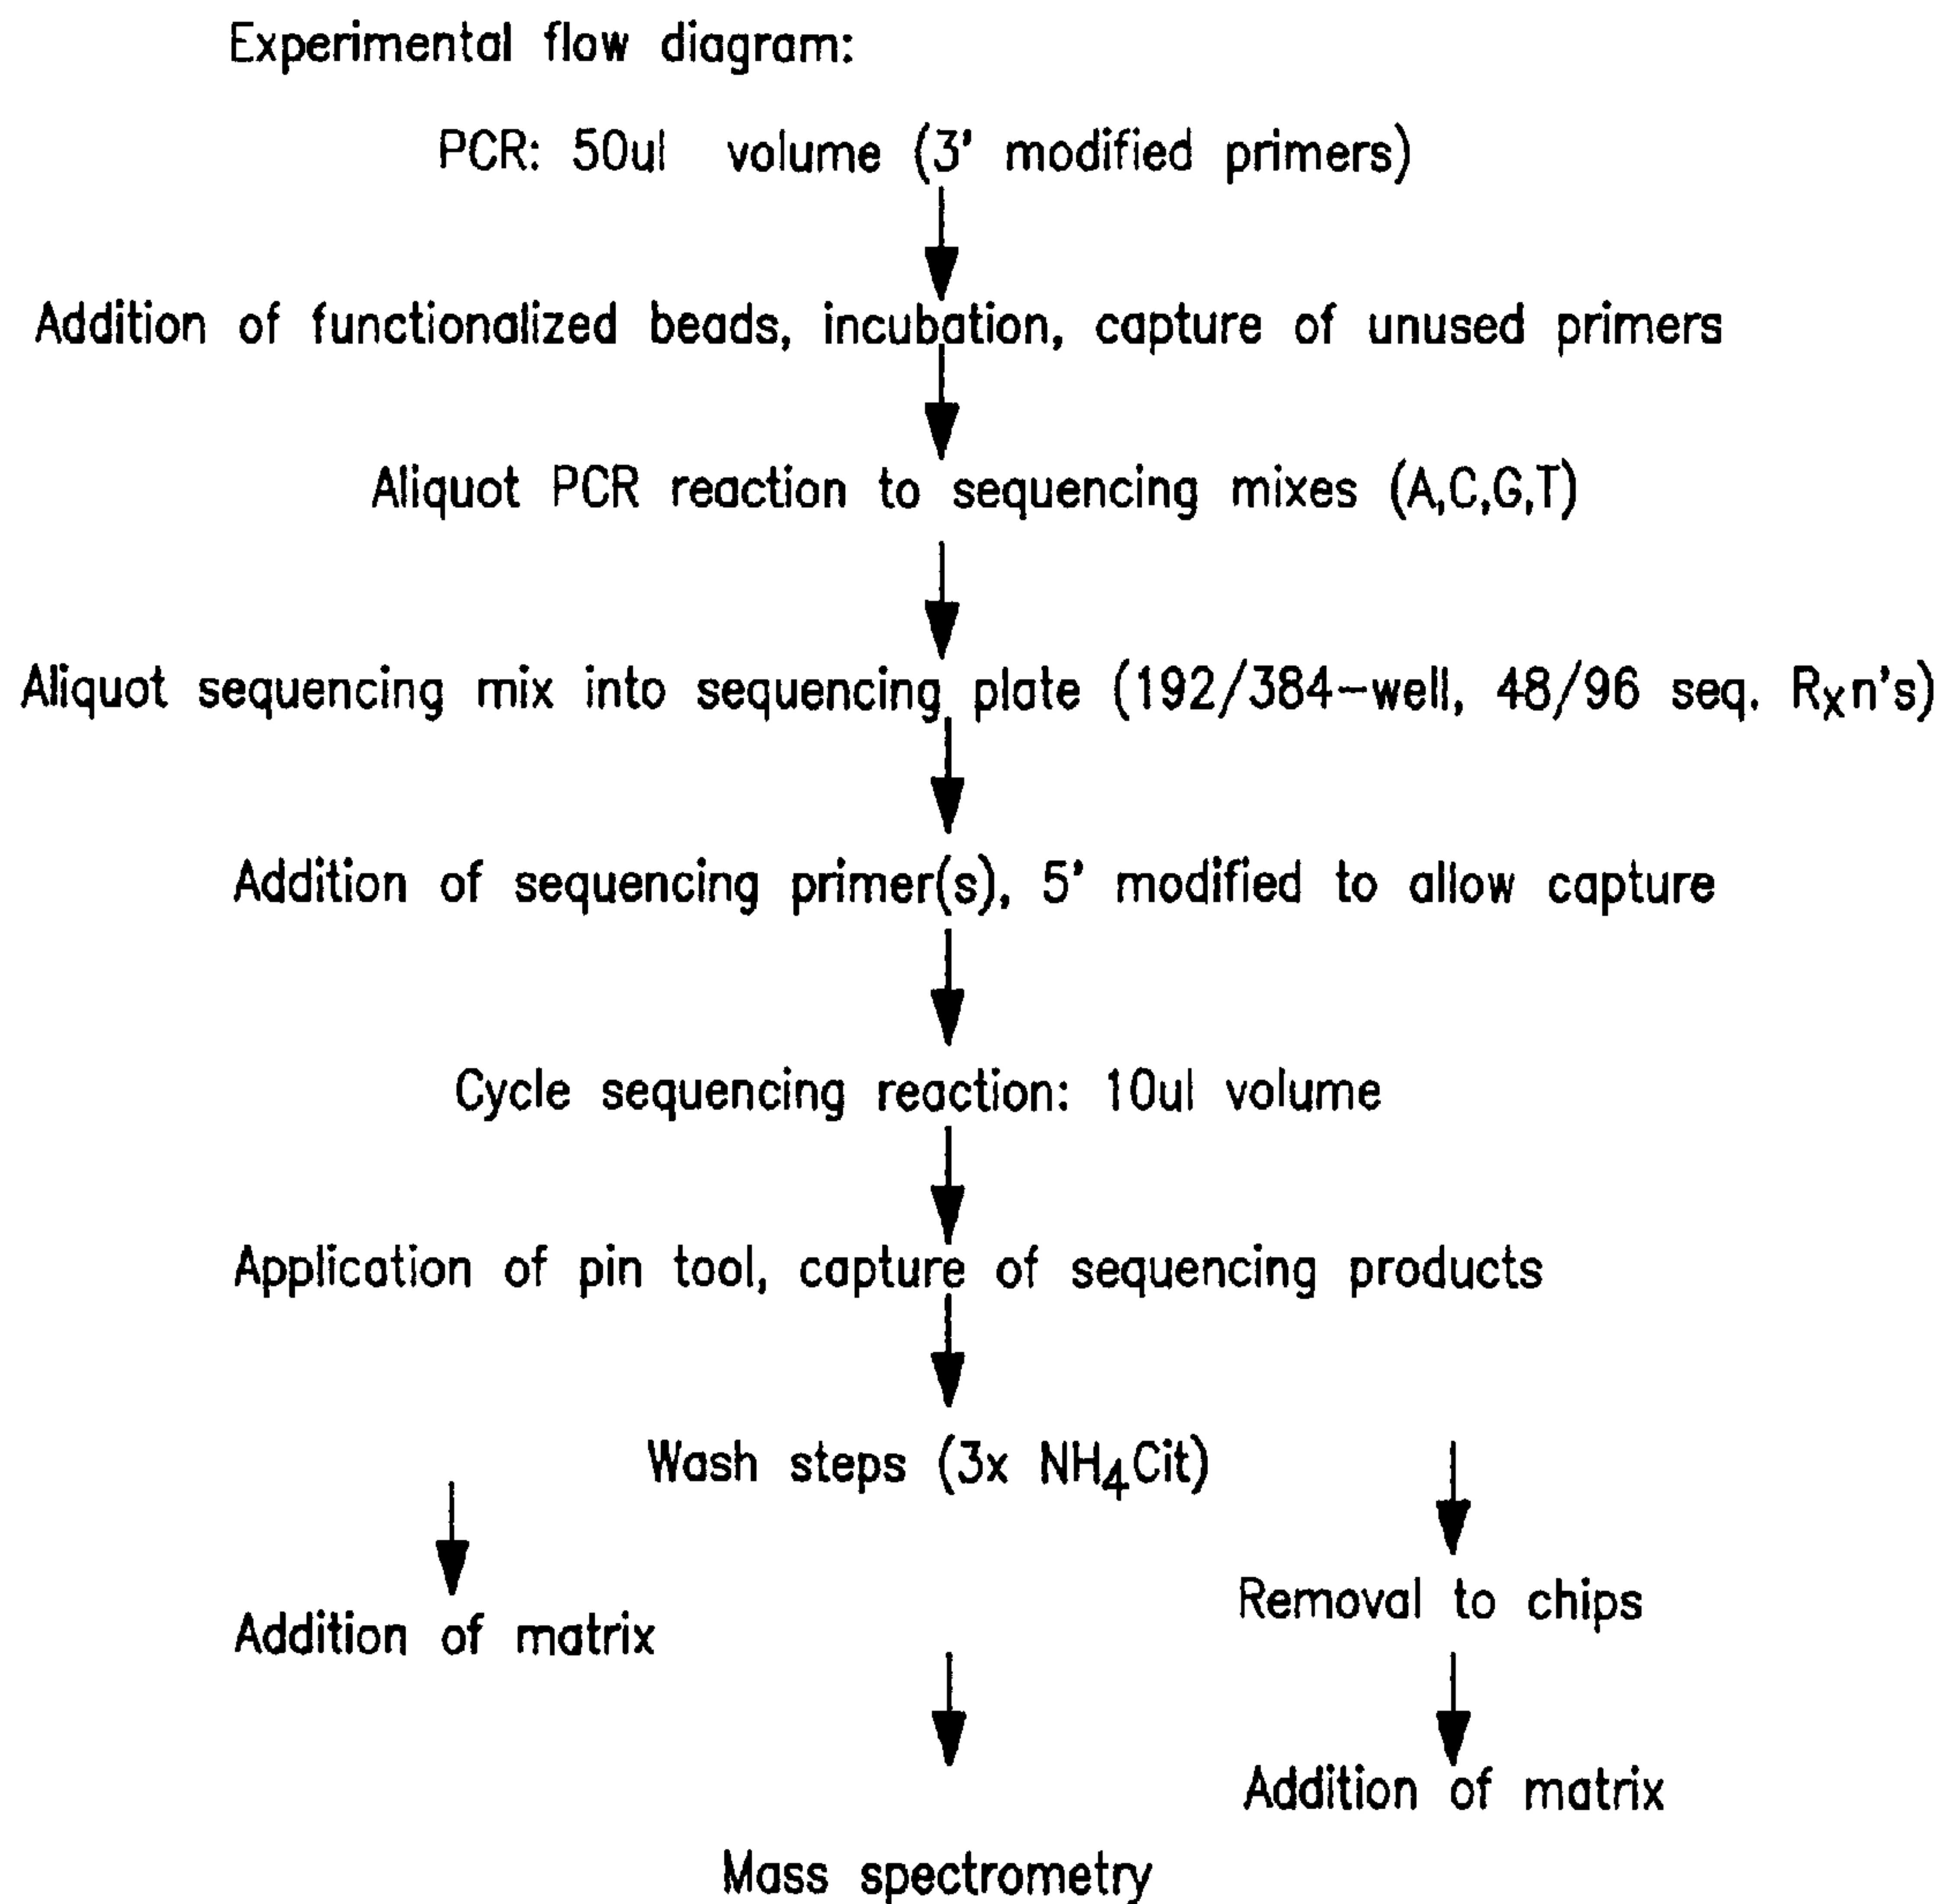 Experimental flow diagram:
PCR: 50ul volume (3' modified primers)
Addition of functionalized beads, incubation, capture of unused primers
Aliquot PCR reaction to sequencing mixes (A,C,G,T)
Aliquot sequencing mix into sequencing plate (192/384-well, 48/96 seq. Rxn's)
Addition of sequencing primer(s), 5' modified to allow capture
Cycle sequencing reaction: 10ul volume
Application of pin tool, capture of sequencing products
Wash steps (3x NH₄Cit)
Removal to chips
Addition of matrix
Addition of matrix
Mass spectrometry